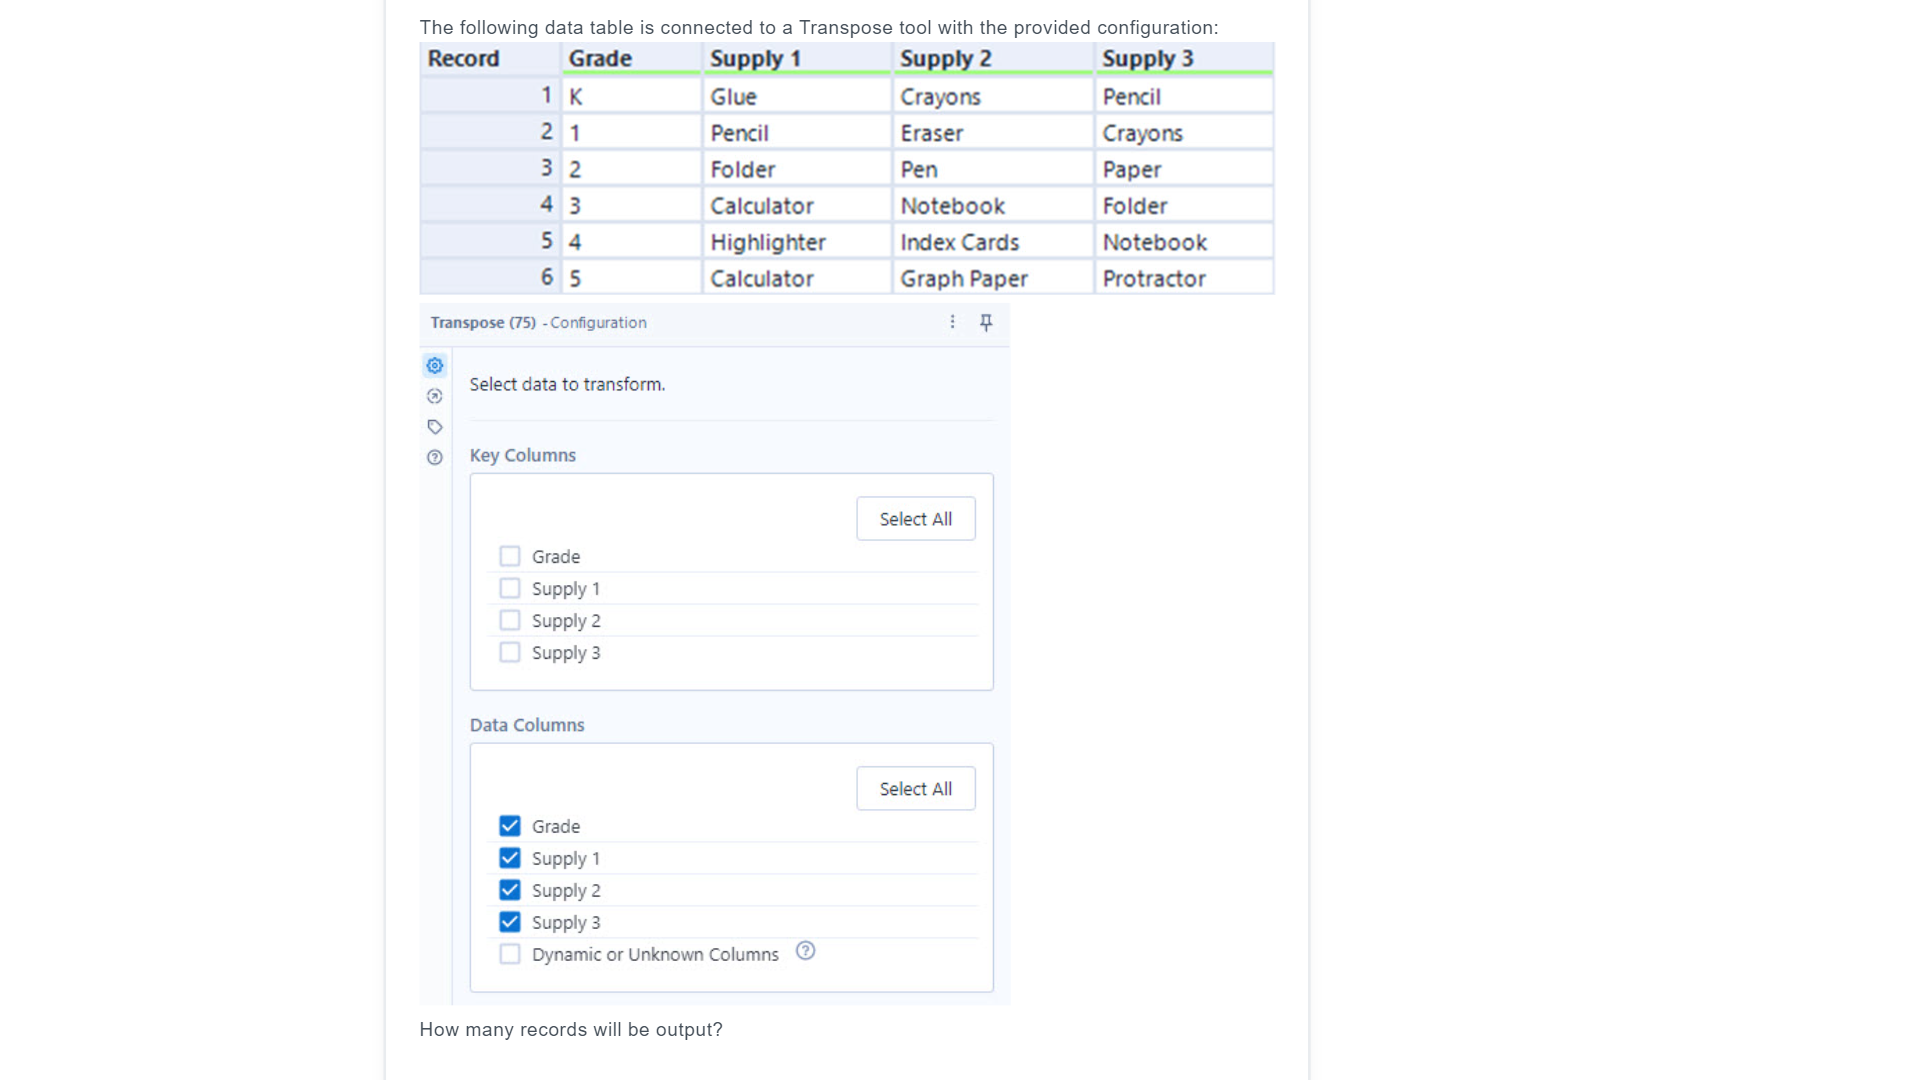 The following data table is connected to a Transpose tool with the provided configuration:
Record Grade Supply 1 Supply 2 Supply 3
1 K Glue Crayons Pencil
2 1 Pencil Eraser Crayons
3 2 Folder Pen Paper
4 3 Calculator Notebook Folder
5 4 Highlighter Index Cards Notebook
6 5 Calculator Graph Paper Protractor
Transpose (75) - Configuration
Select data to transform.
Key Columns
Select All
Grade
Supply 1
Supply 2
Supply 3
Data Columns
Select All
Grade
Supply 1
Supply 2
Supply 3
Dynamic or Unknown Columns
How many records will be output?